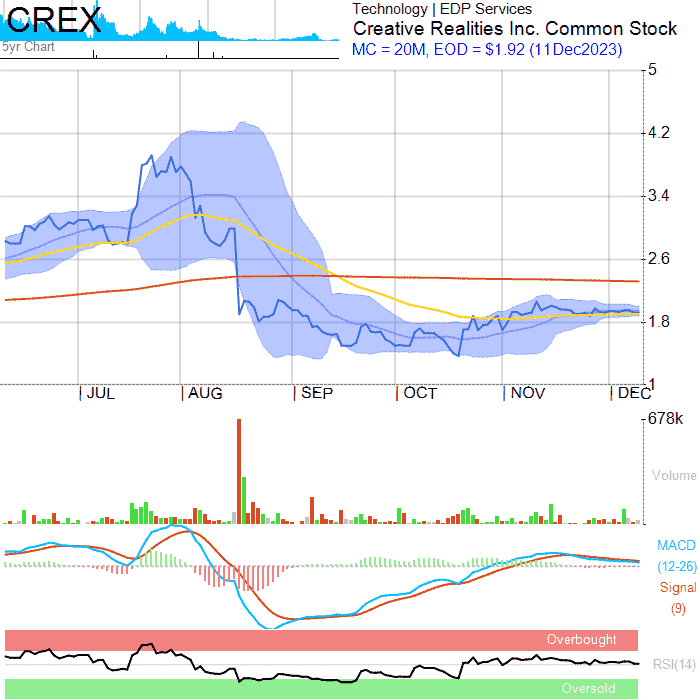 CREX
5yr Chart
Technology | EDP Services
Creative Realities Inc. Common Stock
MC = 20M, EOD = $1.92 (11Dec2023)
5
4.2
3.4
2.6
1.8
1
JUL AUG SEP OCT NOV DEC
678k
Volume
MACD
(12-26)
Signal
(9)
Overbought
RSI(14)
Oversold